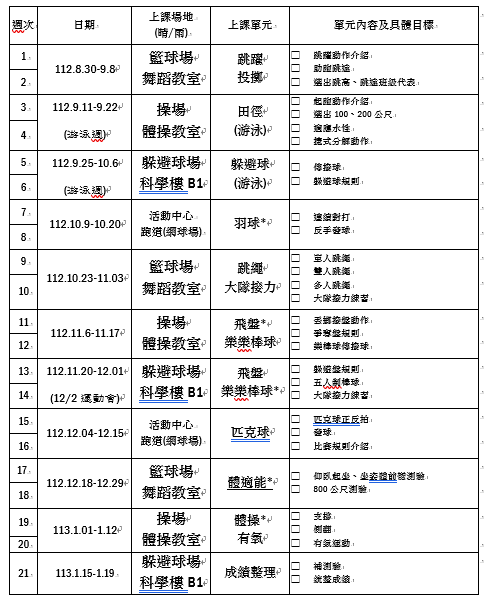 週次 日期 上課場地 上課單元 單元內容及具體目標
(晴/雨)
1 112.8.30-9.8 籃球場 跳躍 跳躍動作介紹
2 舞蹈教室 投擲 助跑跳遠
選出跳高、跳遠班級代表
3 112.9.11-9.22 操場 田徑 起跑動作介紹
4 (游泳週) 體操教室 (游泳) 選出 100、200 公尺
適應水性
捷式分解動作
5 112.9.25-10.6 躲避球場 躲避球 傳接球
6 (游泳週) 科學樓 B1 (游泳) 躲避球規則
7 112.10.9-10.20 活動中心 羽球* 連續對打
8 跑道(網球場) 反手發球
9 112.10.23-11.03 籃球場 跳繩 單人跳繩
10 舞蹈教室 大隊接力 雙人跳繩
多人跳繩
大隊接力練習
11 112.11.6-11.17 操場 飛盤 丟擲接盤動作
12 體操教室 樂樂棒球 爭奪盤規則
樂棒球傳接球
13 112.11.20-12.01 躲避球場 飛盤 躲避盤規則
14 (12/2 運動會) 科學樓 B1 樂樂棒球* 五人制棒球
大隊接力練習
15 112.12.04-12.15 活動中心 匹克球 匹克球正反拍
16 跑道(網球場) 發球
比賽規則介紹
17 112.12.18-12.29 籃球場 體適能* 仰臥起坐、坐姿體前彎測驗
18 舞蹈教室 800 公尺測驗
19 113.1.01-1.12 操場 體操* 支撐
20 體操教室 有氧 側翻
有氧運動
21 113.1.15-1.19 躲避球場 成績整理 補測驗
科學樓 B1 統整成績